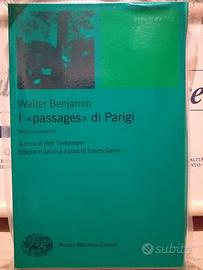 Walter Benjamin
I «passages» di Parigi
Volume secondo
A cura di Rolf Tiedemann
Edizione italiana a cura di Enrico Ganni
Piccola Biblioteca Einaudi
subito